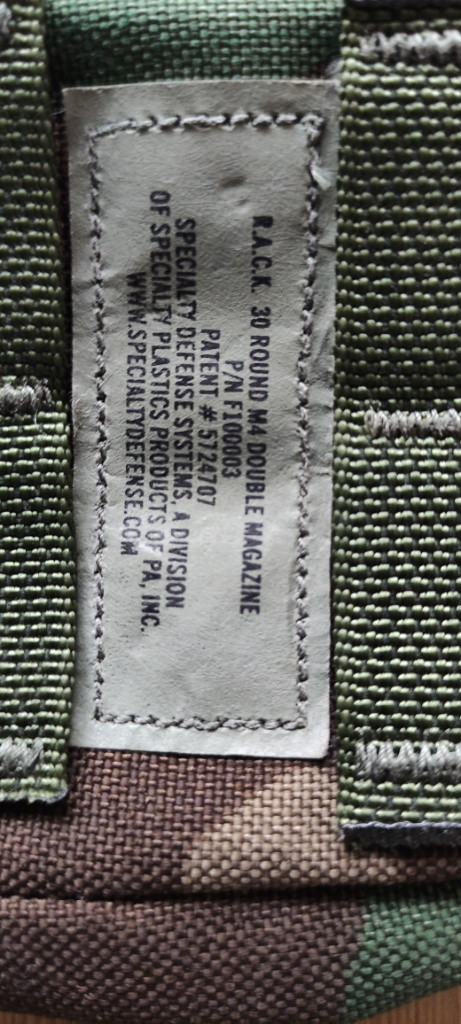 R.A.C.K. 30 ROUND M4 DOUBLE MAGAZINE
P/N F100003
PATENT # 5724707
SPECIALTY DEFENSE SYSTEMS, A DIVISION
OF SPECIALTY PLASTICS PRODUCTS OF PA, INC.
WWW.SPECIALTYDEFENSE.COM